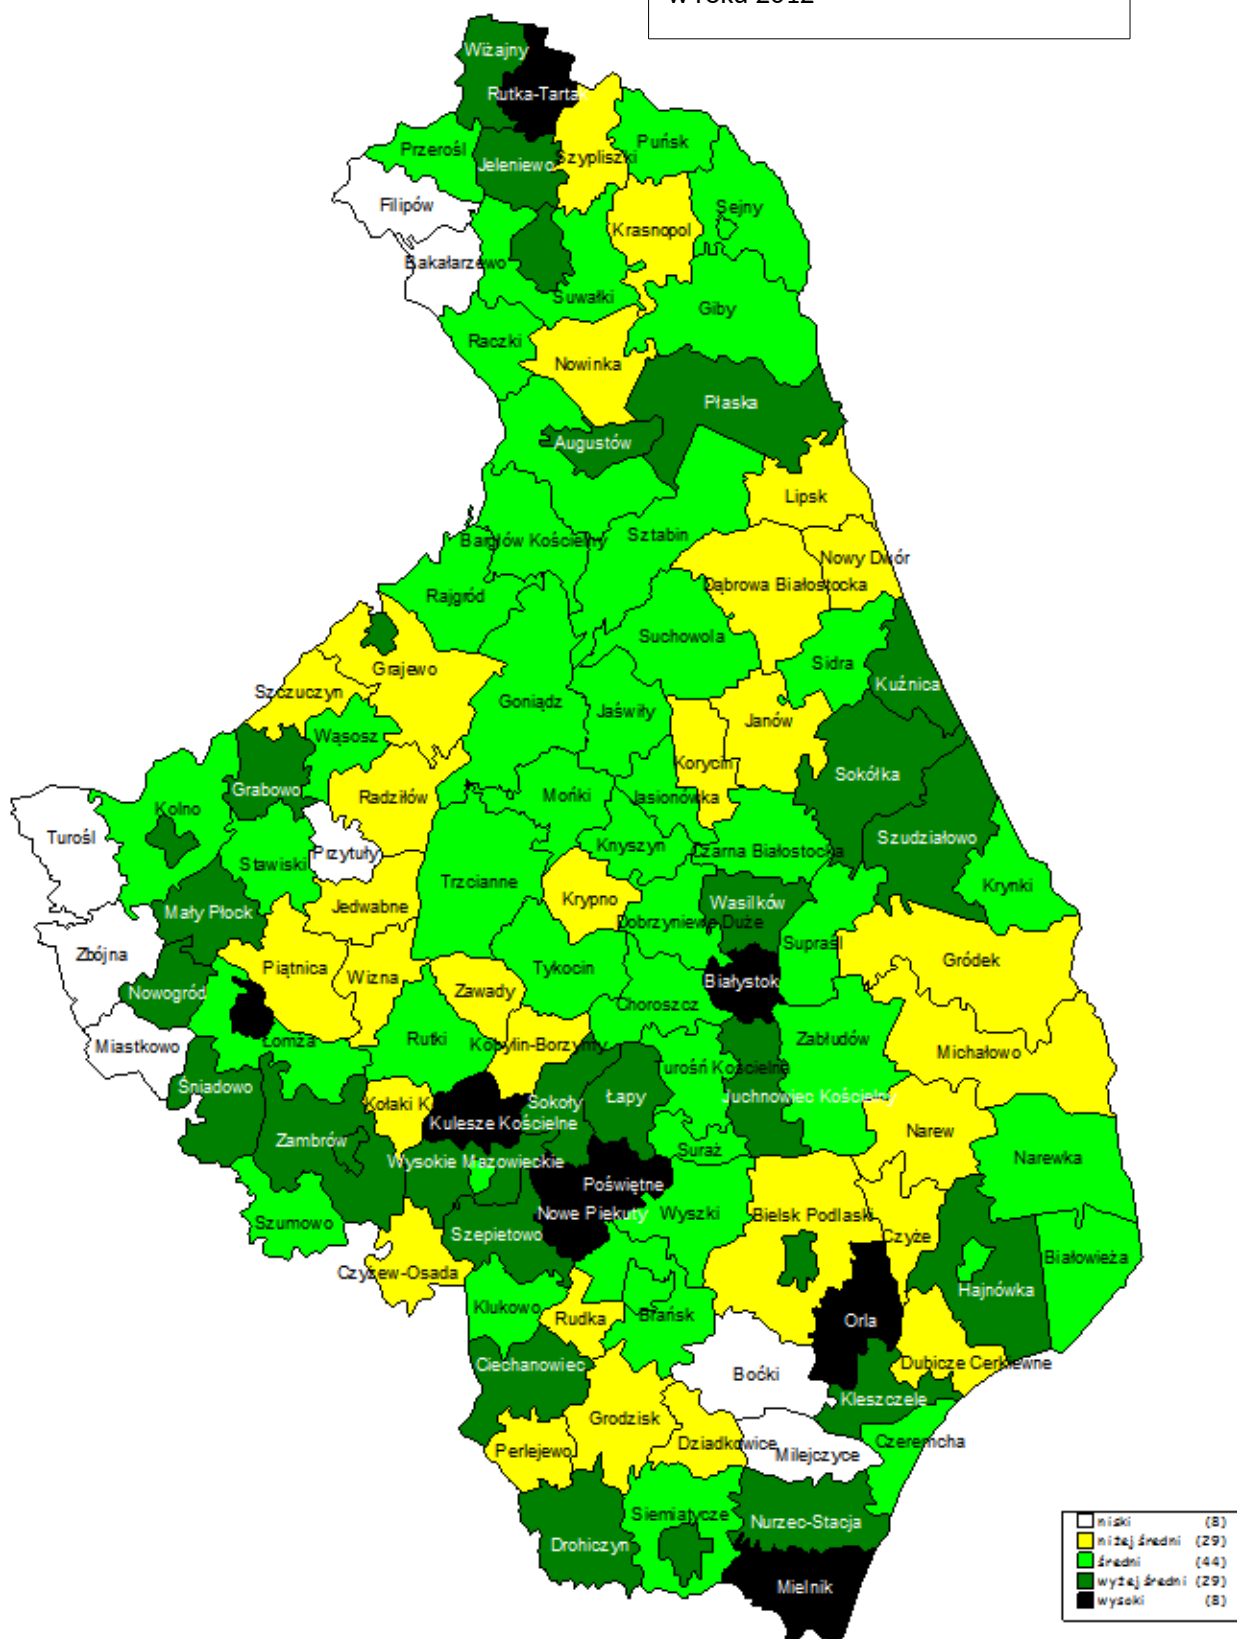 w roku 2012
Wiżajny
Rutka-Tartak
Szypliszki
Puńsk
Przerośl
Jeleniewo
Filipów
Sejny
Krasnopol
Bakałarzewo
Suwałki
Giby
Raczki
Nowinka
Płaska
Augustów
Lipsk
Sztabin
Bargłów Kościelny
Nowy Dwór
Dąbrowa Białostocka
Rajgród
Suchowola
Sidra
Grajewo
Kuźnica
Szczuczyn
Goniądz
Jaświły
Janów
Wąsosz
Korycin
Sokółka
Grabowo
Radziłów
Mońki
Jasionówka
Kolno
Turośl
Szudziałowo
Knyszyn
Czarna Białostocka
Przytuły
Stawiski
Trzcianne
Krynki
Krypno
Wasilków
Jedwabne
Mały Płock
Dobrzyniewo Duże
Supraśl
Zbójna
Piątnica
Wizna
Tykocin
Gródek
Białystok
Nowogród
Zawady
Choroszcz
Miastkowo
Łomża
Rutki
Kobylin-Borzymy
Zabłudów
Michałowo
Turośń Kościelna
Śniadowo
Kołaki K
Sokoły
Łapy
Juchnowiec Kościelny
Kulesze Kościelne
Narew
Zambrów
Suraż
Wysokie Mazowieckie
Narewka
Poświętne
Nowe Piekuty
Wyszki
Bielsk Podlaski
Szumowo
Szepietowo
Czyże
Białowieża
Czyżew-Osada
Hajnówka
Klukowo
Rudka
Brańsk
Orla
Ciechanowiec
Dubicze Cerkiewne
Boćki
Kleszczele
Grodzisk
Perlejewo
Dziadkowice
Milejczyce
Czeremcha
Siemiatycze
Nurzec-Stacja
Drohiczyn
Mielnik
niski (8)
niżej średni (29)
średni (44)
wyżej średni (29)
wysoki (8)